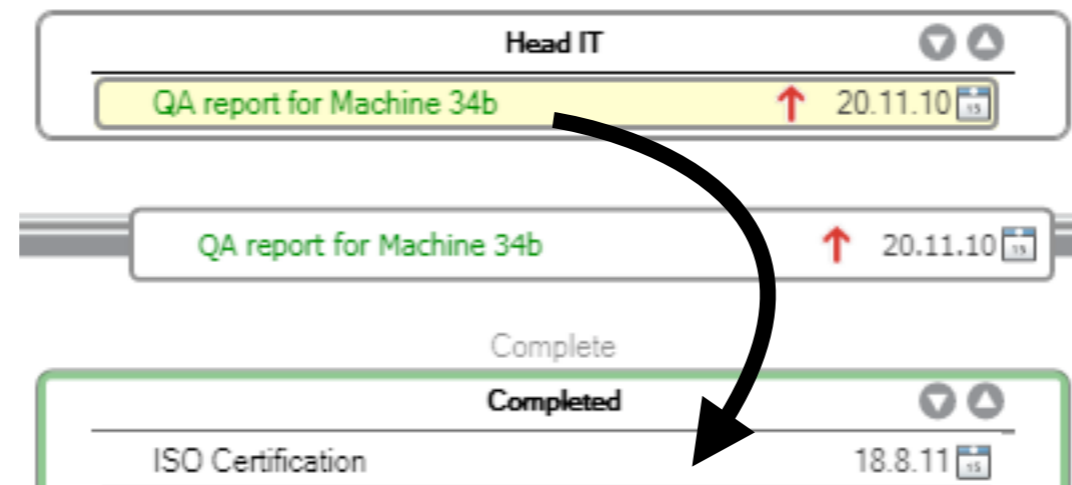 Head IT
QA report for Machine 34b 20.11.10
QA report for Machine 34b 20.11.10
Complete
Completed
ISO Certification 18.8.11